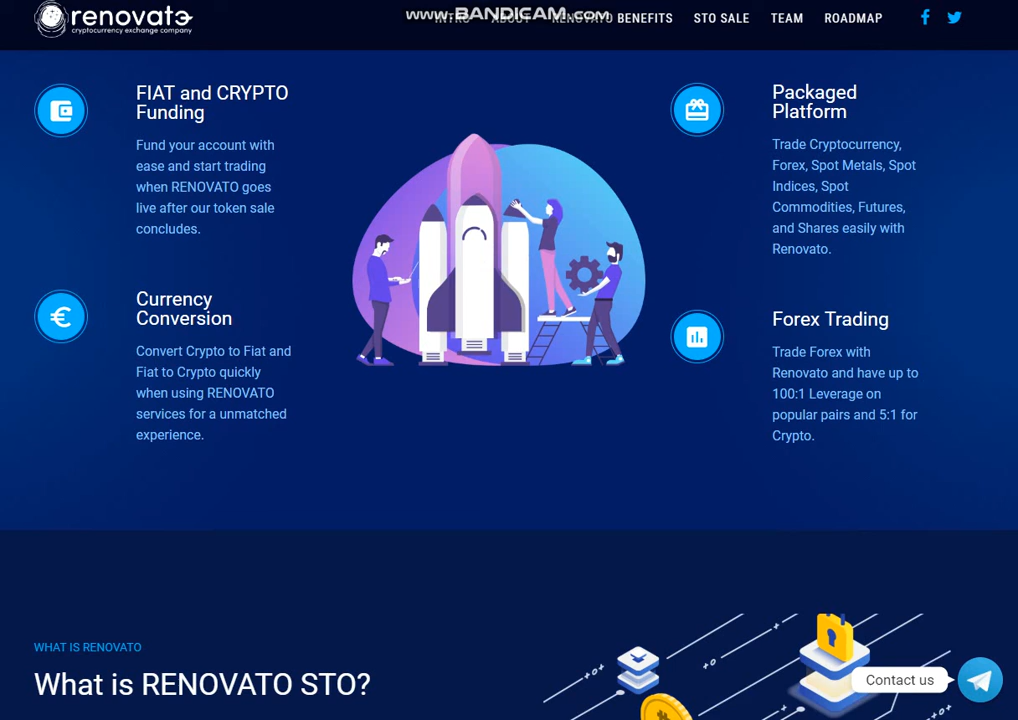 renovato
cryptocurrency exchange company
www.BANDICAM.com
RENOVATO BENEFITS
STO SALE
TEAM
ROADMAP
FIAT and CRYPTO
Funding
Fund your account with
ease and start trading
when RENOVATO goes
live after our token sale
concludes.
Currency
Conversion
Convert Crypto to Fiat and
Fiat to Crypto quickly
when using RENOVATO
services for a unmatched
experience.
Packaged
Platform
Trade Cryptocurrency,
Forex, Spot Metals, Spot
Indices, Spot
Commodities, Futures,
and Shares easily with
Renovato.
Forex Trading
Trade Forex with
Renovato and have up to
100:1 Leverage on
popular pairs and 5:1 for
Crypto.
WHAT IS RENOVATO
What is RENOVATO STO?
Contact us